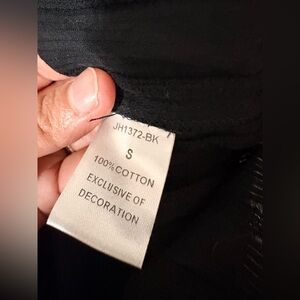 JH1372-BK
S
100% COTTON
EXCLUSIVE OF
DECORATION